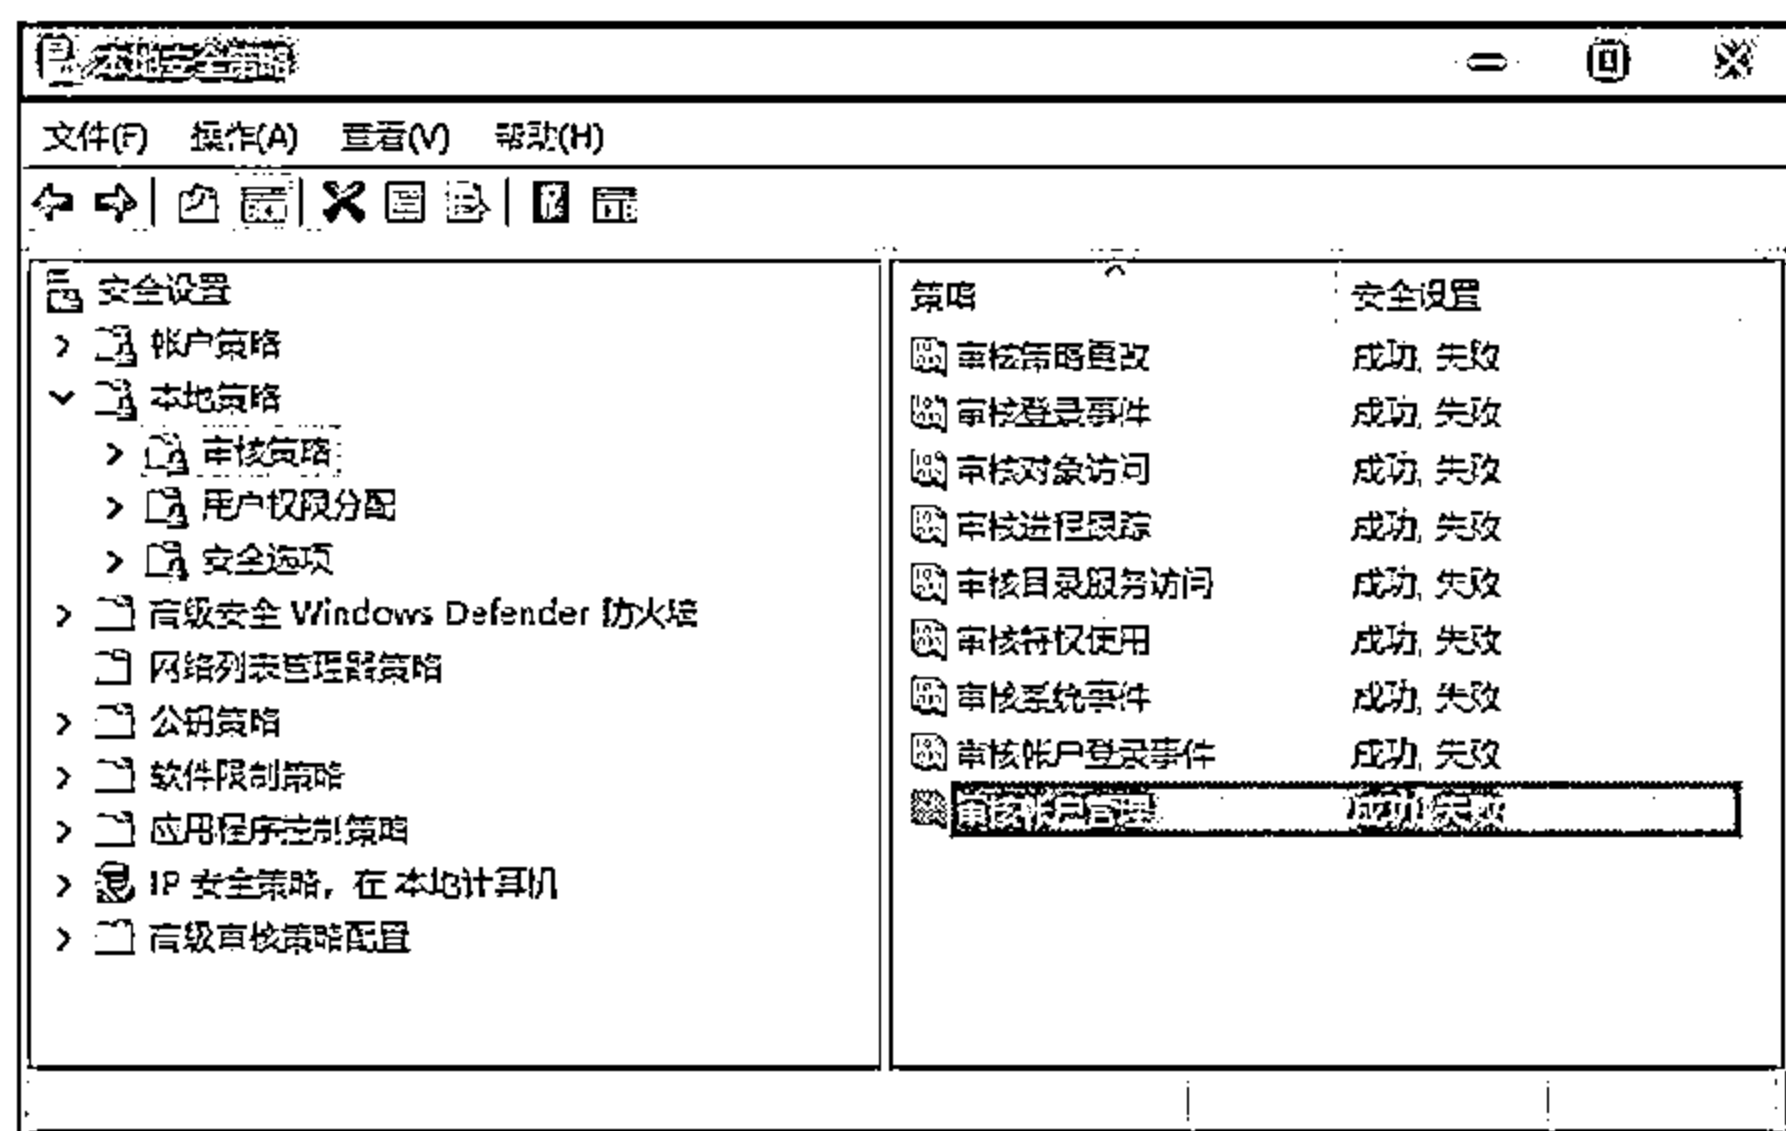 本地安全策略
文件(F) 操作(A) 查看(V) 帮助(H)
安全设置
帐户策略
本地策略
审核策略
用户权限分配
安全选项
高级安全 Windows Defender 防火墙
网络列表管理器策略
公钥策略
软件限制策略
应用程序控制策略
IP 安全策略，在 本地计算机
高级审核策略配置
策略 安全设置
审核策略更改 成功, 失败
审核登录事件 成功, 失败
审核对象访问 成功, 失败
审核进程跟踪 成功, 失败
审核目录服务访问 成功, 失败
审核特权使用 成功, 失败
审核系统事件 成功, 失败
审核帐户登录事件 成功, 失败
审核帐户管理 成功, 失败